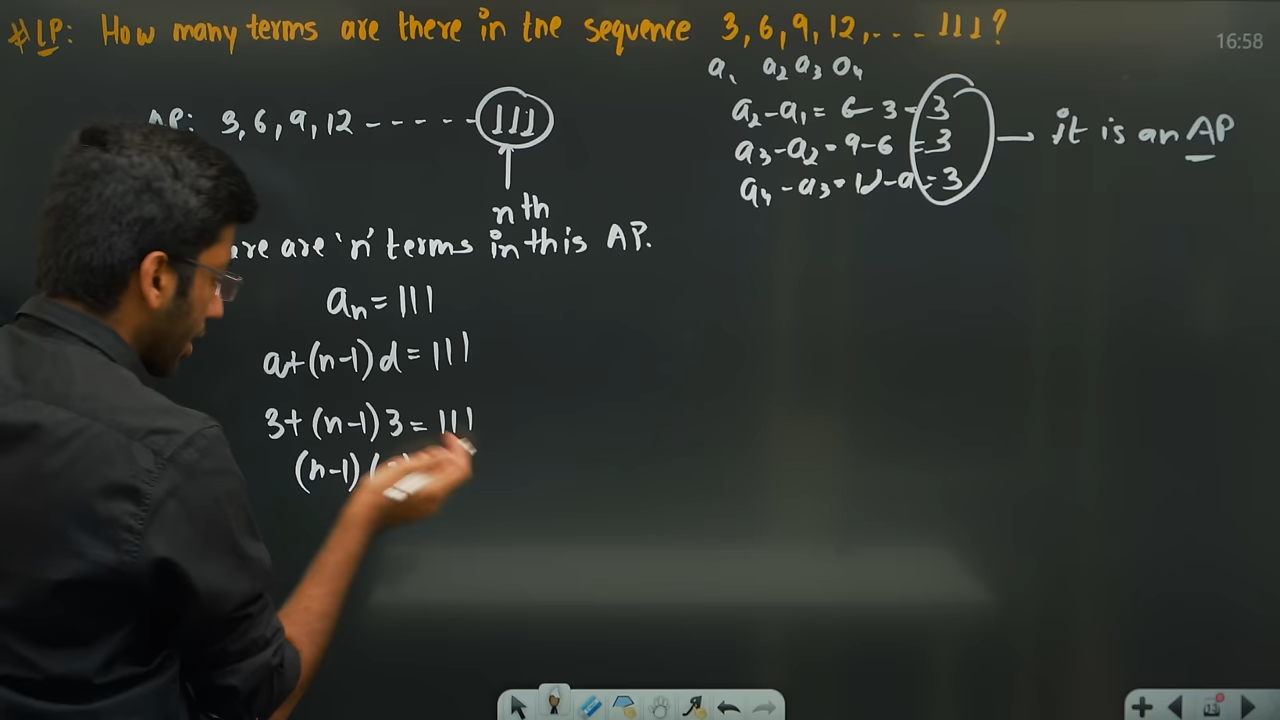 #LP: How many terms are there in the sequence 3, 6, 9, 12, . . . . 111 ?
16:58
a1 a2 a3 a4
AP: 3, 6, 9, 12 - - - - - - 111
a2-a1 = 6-3 = 3
a3-a2 = 9-6 = 3
a4-a3 = 12-9 = 3
it is an AP
nth
are 'n' terms in this AP.
an = 111
a+(n-1)d = 111
3+(n-1)3 = 111
(n-1)(